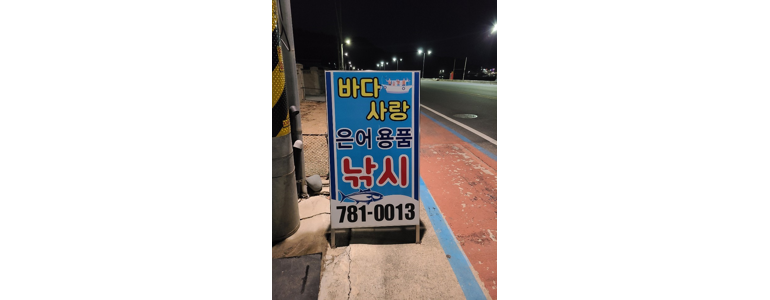 바다
사랑
은어 용품
낚시
781-0013